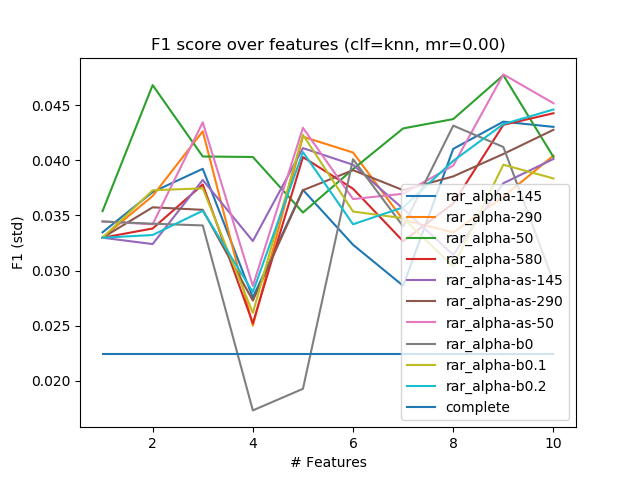 F1 score over features (clf=knn, mr=0.00)
F1 (std)
0.045
0.040
0.035
0.030
0.025
0.020
rar_alpha-145
rar_alpha-290
rar_alpha-50
rar_alpha-580
rar_alpha-as-145
rar_alpha-as-290
rar_alpha-as-50
rar_alpha-b0
rar_alpha-b0.1
rar_alpha-b0.2
complete
2 4 6 8 10
# Features